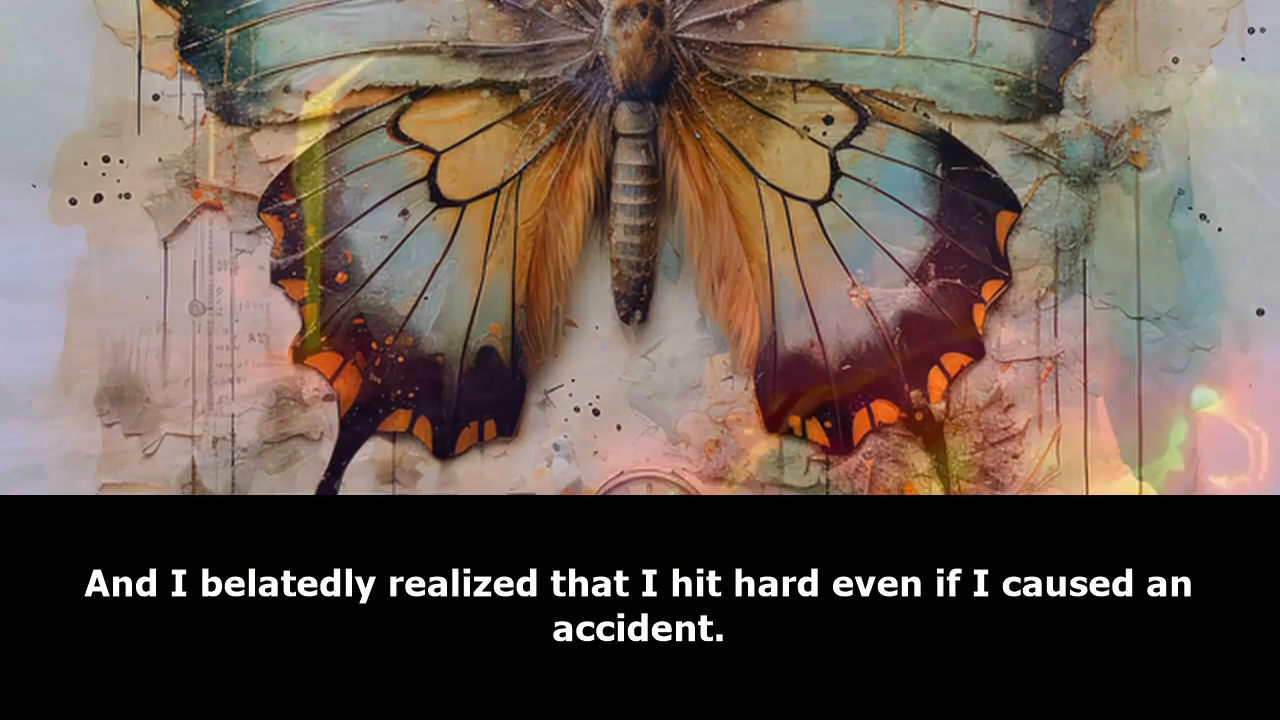 And I belatedly realized that I hit hard even if I caused an
accident.